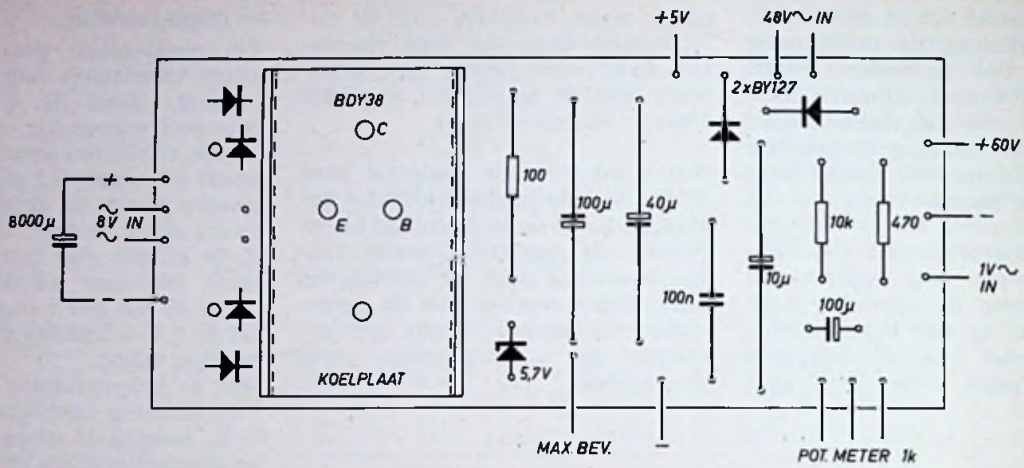 +5V
48V~ IN
BDY38
C
2xBY127
+60V
100
100µ
40µ
10k
470
+
8000µ
~
8V IN
~
E
B
-
-
100n
10µ
1V~
IN
100µ
5,7V
KOELPLAAT
MAX. BEV.
-
POT. METER 1k